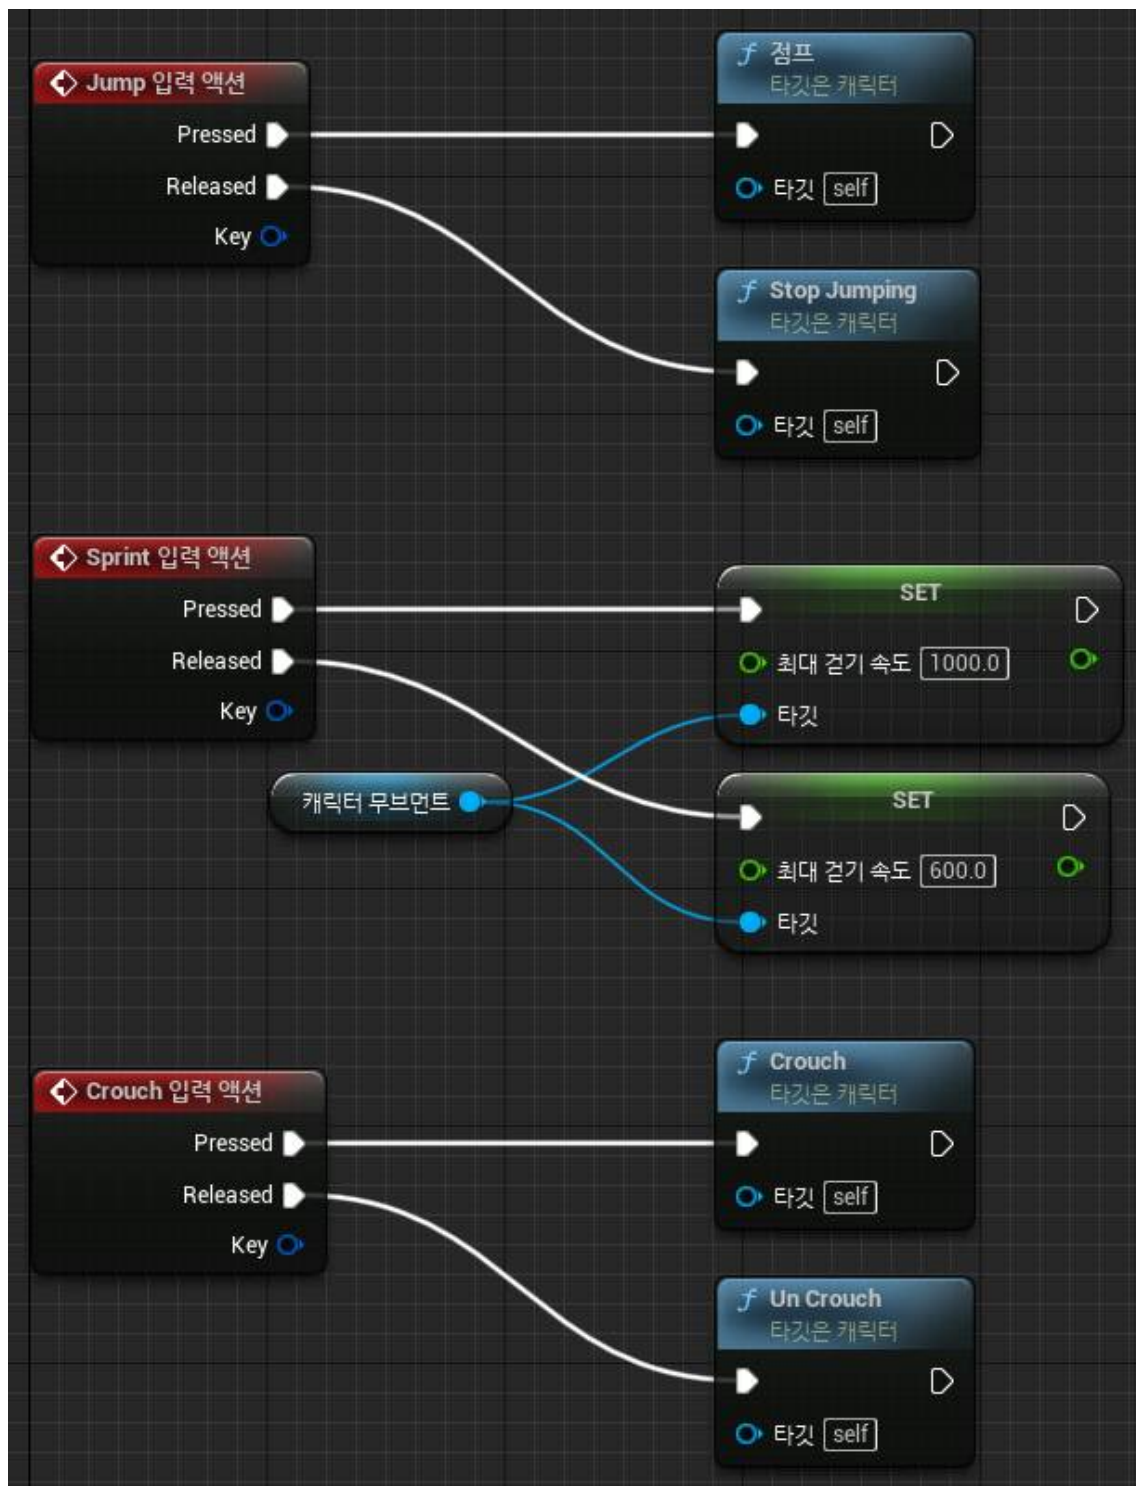 Jump 입력 액션
Pressed
Released
Key
점프
타깃은 캐릭터
타깃 self
Stop Jumping
타깃은 캐릭터
타깃 self
Sprint 입력 액션
Pressed
Released
Key
캐릭터 무브먼트
SET
최대 걷기 속도 1000.0
타깃
SET
최대 걷기 속도 600.0
타깃
Crouch 입력 액션
Pressed
Released
Key
Crouch
타깃은 캐릭터
타깃 self
Un Crouch
타깃은 캐릭터
타깃 self